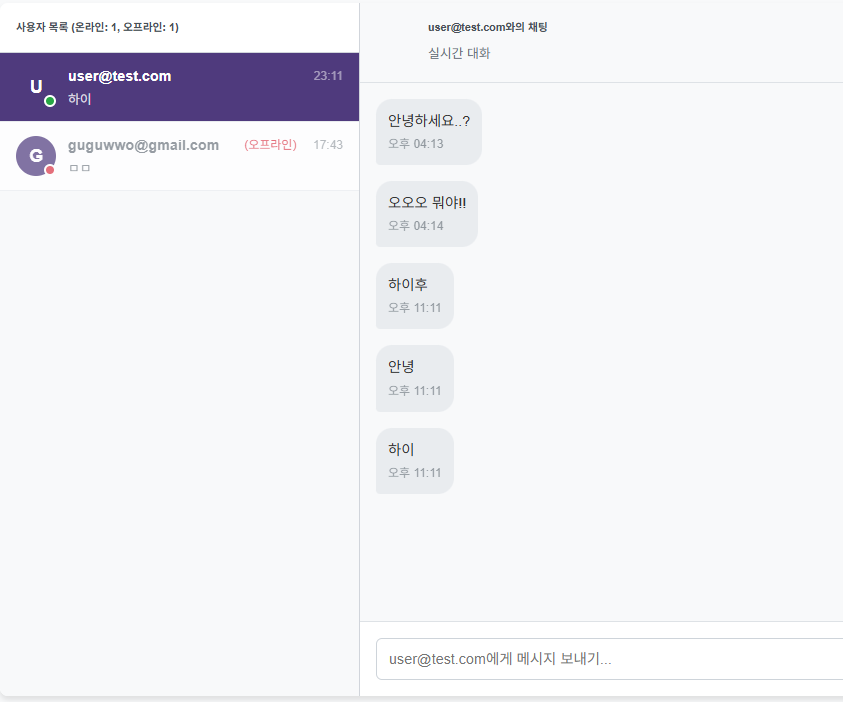 사용자 목록 (온라인: 1, 오프라인: 1)
U
user@test.com
23:11
하이
G
guguwwo@gmail.com
(오프라인)
17:43
ㅁㅁ
user@test.com와의 채팅
실시간 대화
안녕하세요..?
오후 04:13
오오오 뭐야!!
오후 04:14
하이후
오후 11:11
안녕
오후 11:11
하이
오후 11:11
user@test.com에게 메시지 보내기...